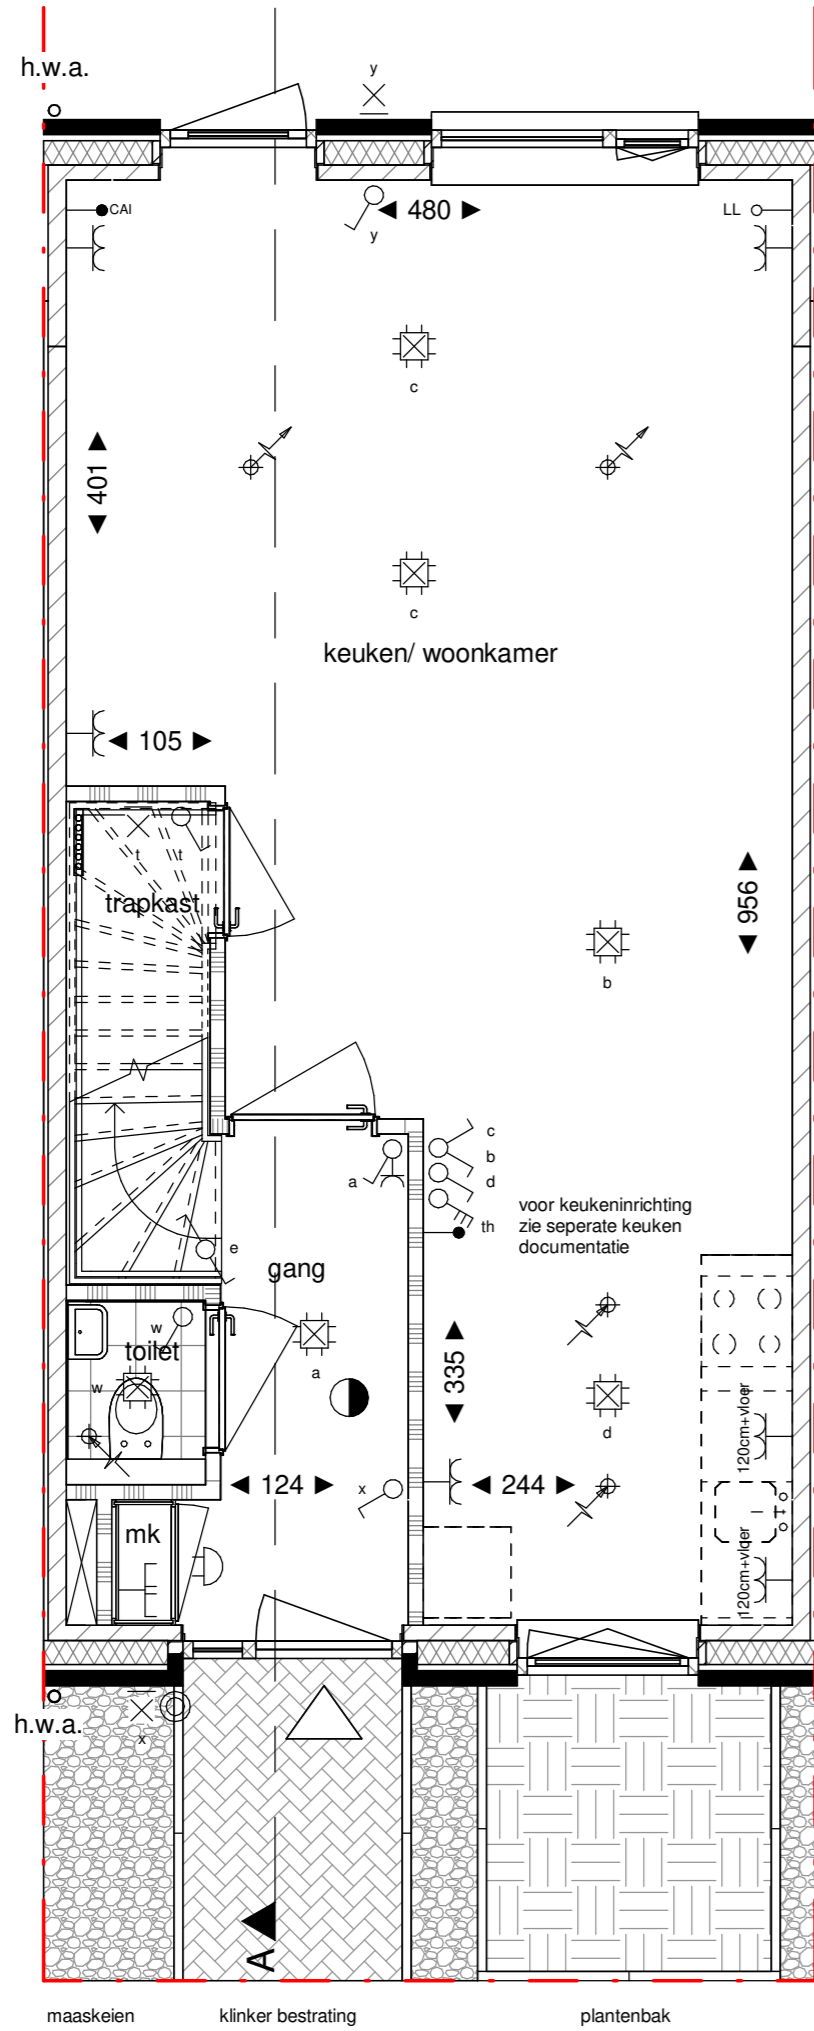 h.w.a.
y
CAI
y
480
LL
c
401
c
keuken/ woonkamer
105
t
t
trapkast
956
b
c
a
b
d
th
voor keukeninrichting
zie seperate keuken
documentatie
e
gang
w
toilet
a
w
335
d
120cm+vloer
124
x
244
mk
120cm+vloer
h.w.a.
x
A
maaskeien
klinker bestrating
plantenbak